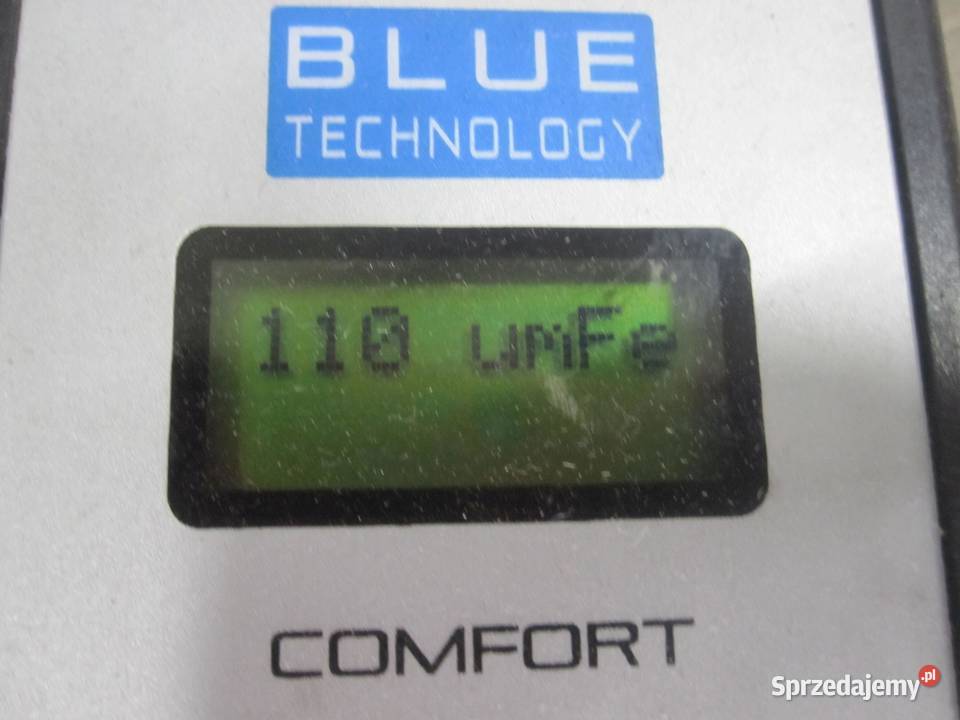 BLUE
TECHNOLOGY
110 umFe
COMFORT
Sprzedajemy.pl